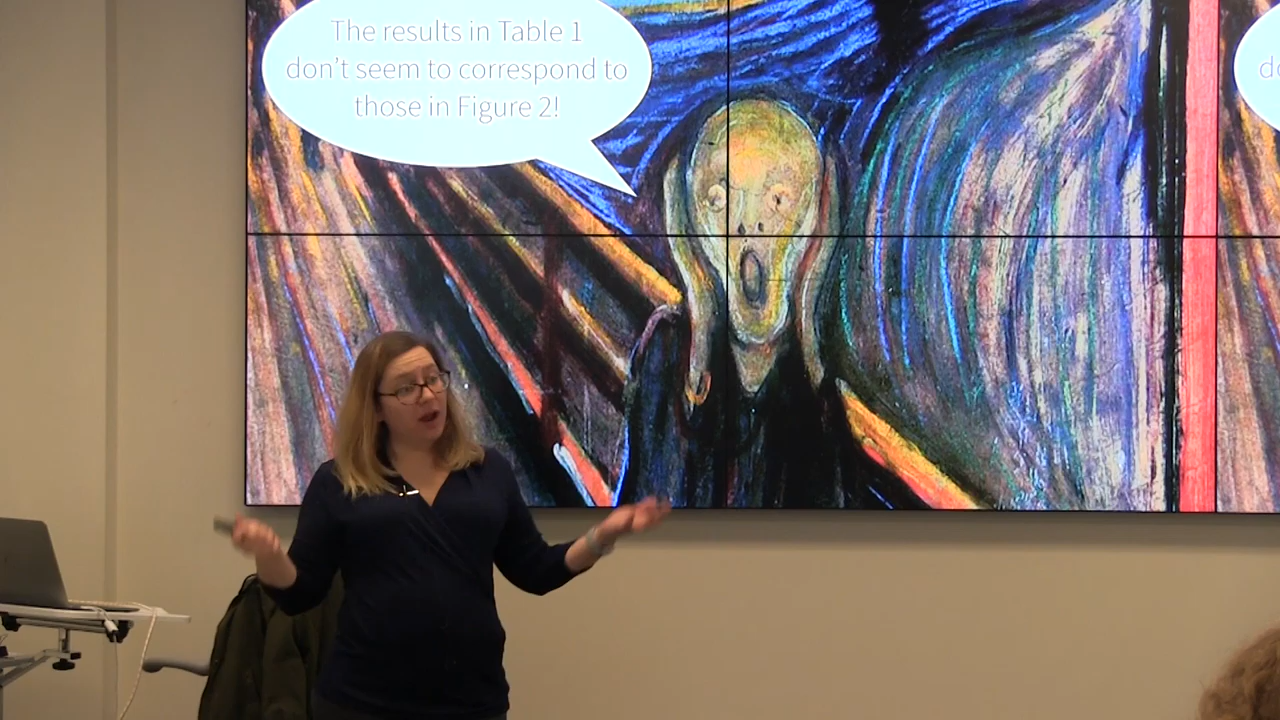 The results in Table 1
don't seem to correspond to
those in Figure 2!